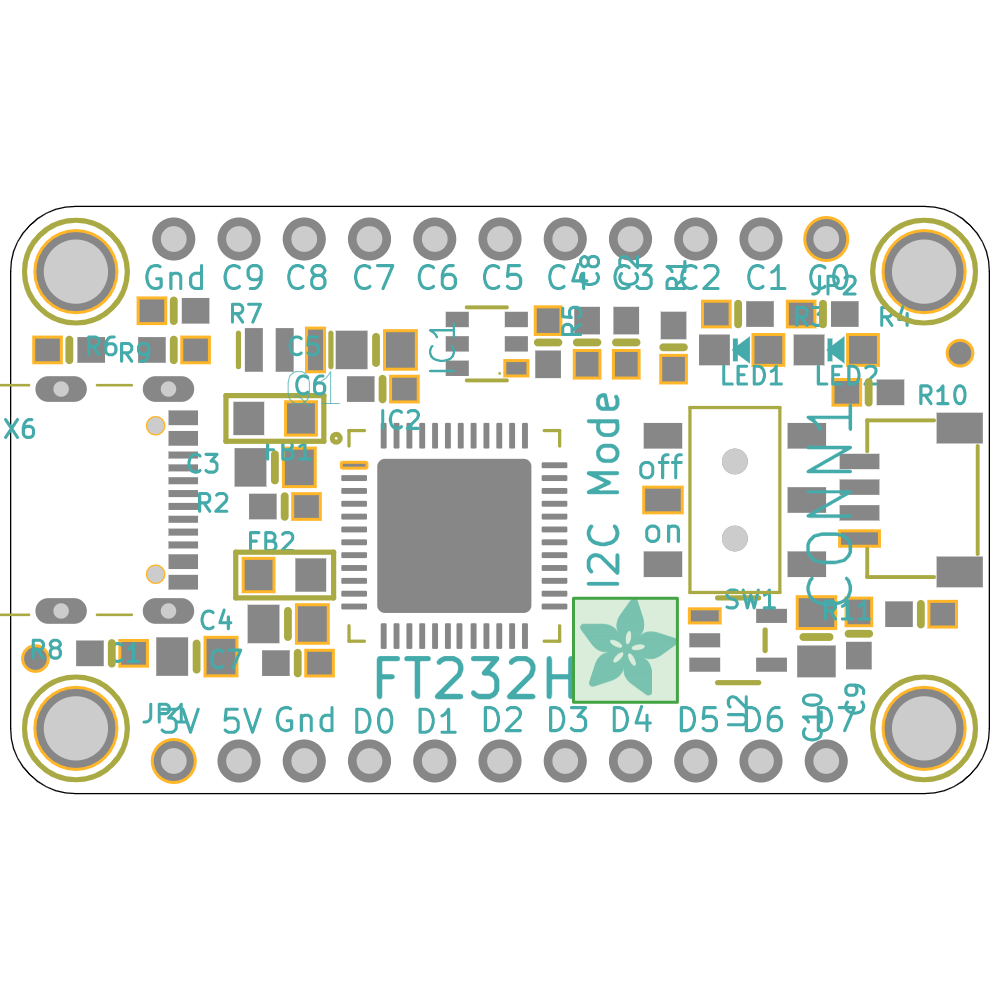 Gnd C9 C8 C7 C6 C5 C4 C3 C2 C1 C0
C8 C2 R1 JP2
R7 R5 R3 R4
R6 R9 C5 IC1
LED1 LED2
C6 R10
X6 IC2
FB1
C3 off
R2 I2C Mode CONN1
on
FB2
SW1
C4 R11
R8 C7
FT232H
JP1 U2 C10 C9
3V 5V Gnd D0 D1 D2 D3 D4 D5 D6 D7